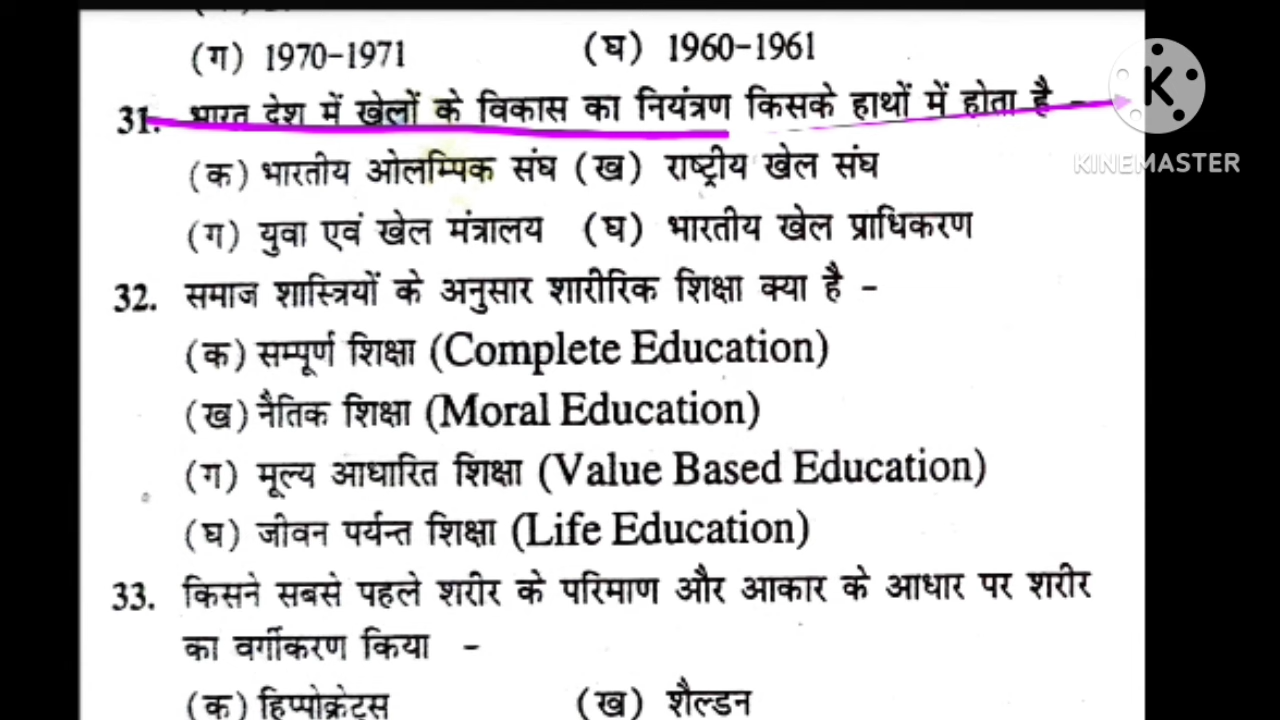 (ग) 1970-1971 (घ) 1960-1961
31. भारत देश में खेलों के विकास का नियंत्रण किसके हाथों में होता है -
(क) भारतीय ओलम्पिक संघ (ख) राष्ट्रीय खेल संघ
(ग) युवा एवं खेल मंत्रालय (घ) भारतीय खेल प्राधिकरण
32. समाज शास्त्रियों के अनुसार शारीरिक शिक्षा क्या है -
(क) सम्पूर्ण शिक्षा (Complete Education)
(ख) नैतिक शिक्षा (Moral Education)
(ग) मूल्य आधारित शिक्षा (Value Based Education)
(घ) जीवन पर्यन्त शिक्षा (Life Education)
33. किसने सबसे पहले शरीर के परिमाण और आकार के आधार पर शरीर
का वर्गीकरण किया -
(क) हिप्पोक्रेट्स (ख) शैल्डन
K
KINEMASTER